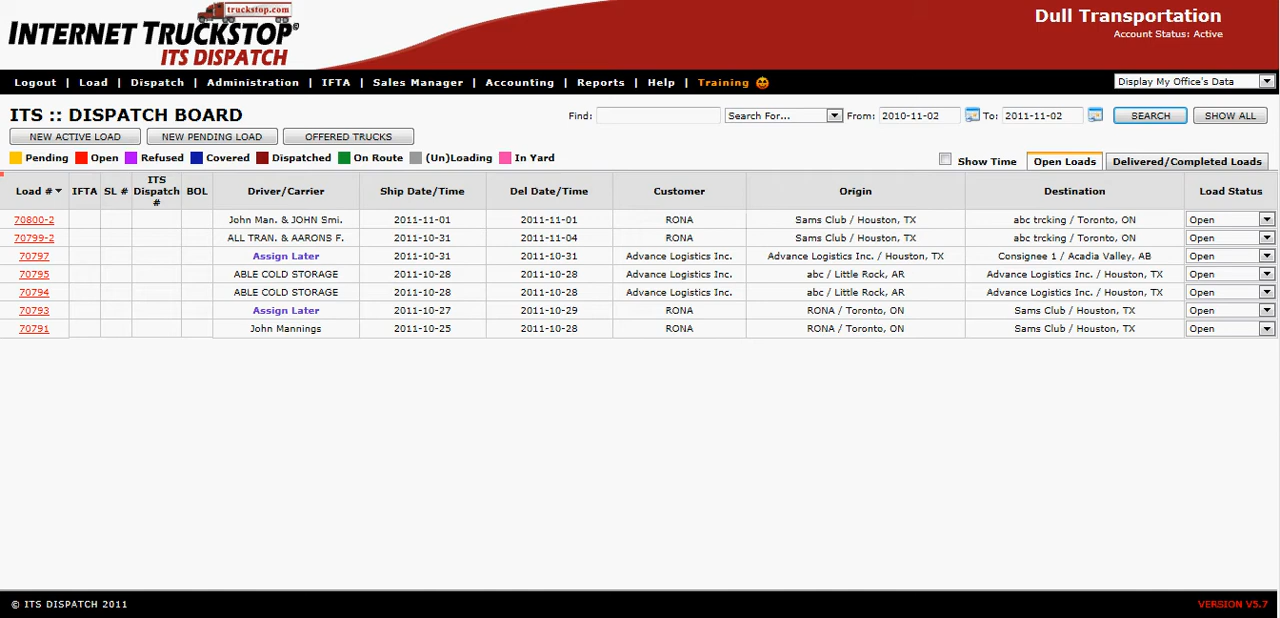 truckstop.com
INTERNET TRUCKSTOP®
ITS DISPATCH
Dull Transportation
Account Status: Active
Logout | Load | Dispatch | Administration | IFTA | Sales Manager | Accounting | Reports | Help | Training
Display My Office's Data
ITS :: DISPATCH BOARD
Find: Search For... From: 2010-11-02 To: 2011-11-02 SEARCH SHOW ALL
NEW ACTIVE LOAD NEW PENDING LOAD OFFERED TRUCKS
Pending Open Refused Covered Dispatched On Route (Un)Loading In Yard Show Time Open Loads Delivered/Completed Loads
Load # IFTA SL # ITS Dispatch # BOL Driver/Carrier Ship Date/Time Del Date/Time Customer Origin Destination Load Status
70800-2 John Man. & JOHN Smi. 2011-11-01 2011-11-01 RONA Sams Club / Houston, TX abc trcking / Toronto, ON Open
70799-2 ALL TRAN. & AARONS F. 2011-10-31 2011-11-04 RONA Sams Club / Houston, TX abc trcking / Toronto, ON Open
70797 Assign Later 2011-10-31 2011-10-31 Advance Logistics Inc. Advance Logistics Inc. / Houston, TX Consignee 1 / Acadia Valley, AB Open
70795 ABLE COLD STORAGE 2011-10-28 2011-10-28 Advance Logistics Inc. abc / Little Rock, AR Advance Logistics Inc. / Houston, TX Open
70794 ABLE COLD STORAGE 2011-10-28 2011-10-28 Advance Logistics Inc. abc / Little Rock, AR Advance Logistics Inc. / Houston, TX Open
70793 Assign Later 2011-10-27 2011-10-29 RONA RONA / Toronto, ON Sams Club / Houston, TX Open
70791 John Mannings 2011-10-25 2011-10-28 RONA RONA / Toronto, ON Sams Club / Houston, TX Open
© ITS DISPATCH 2011
VERSION V5.7